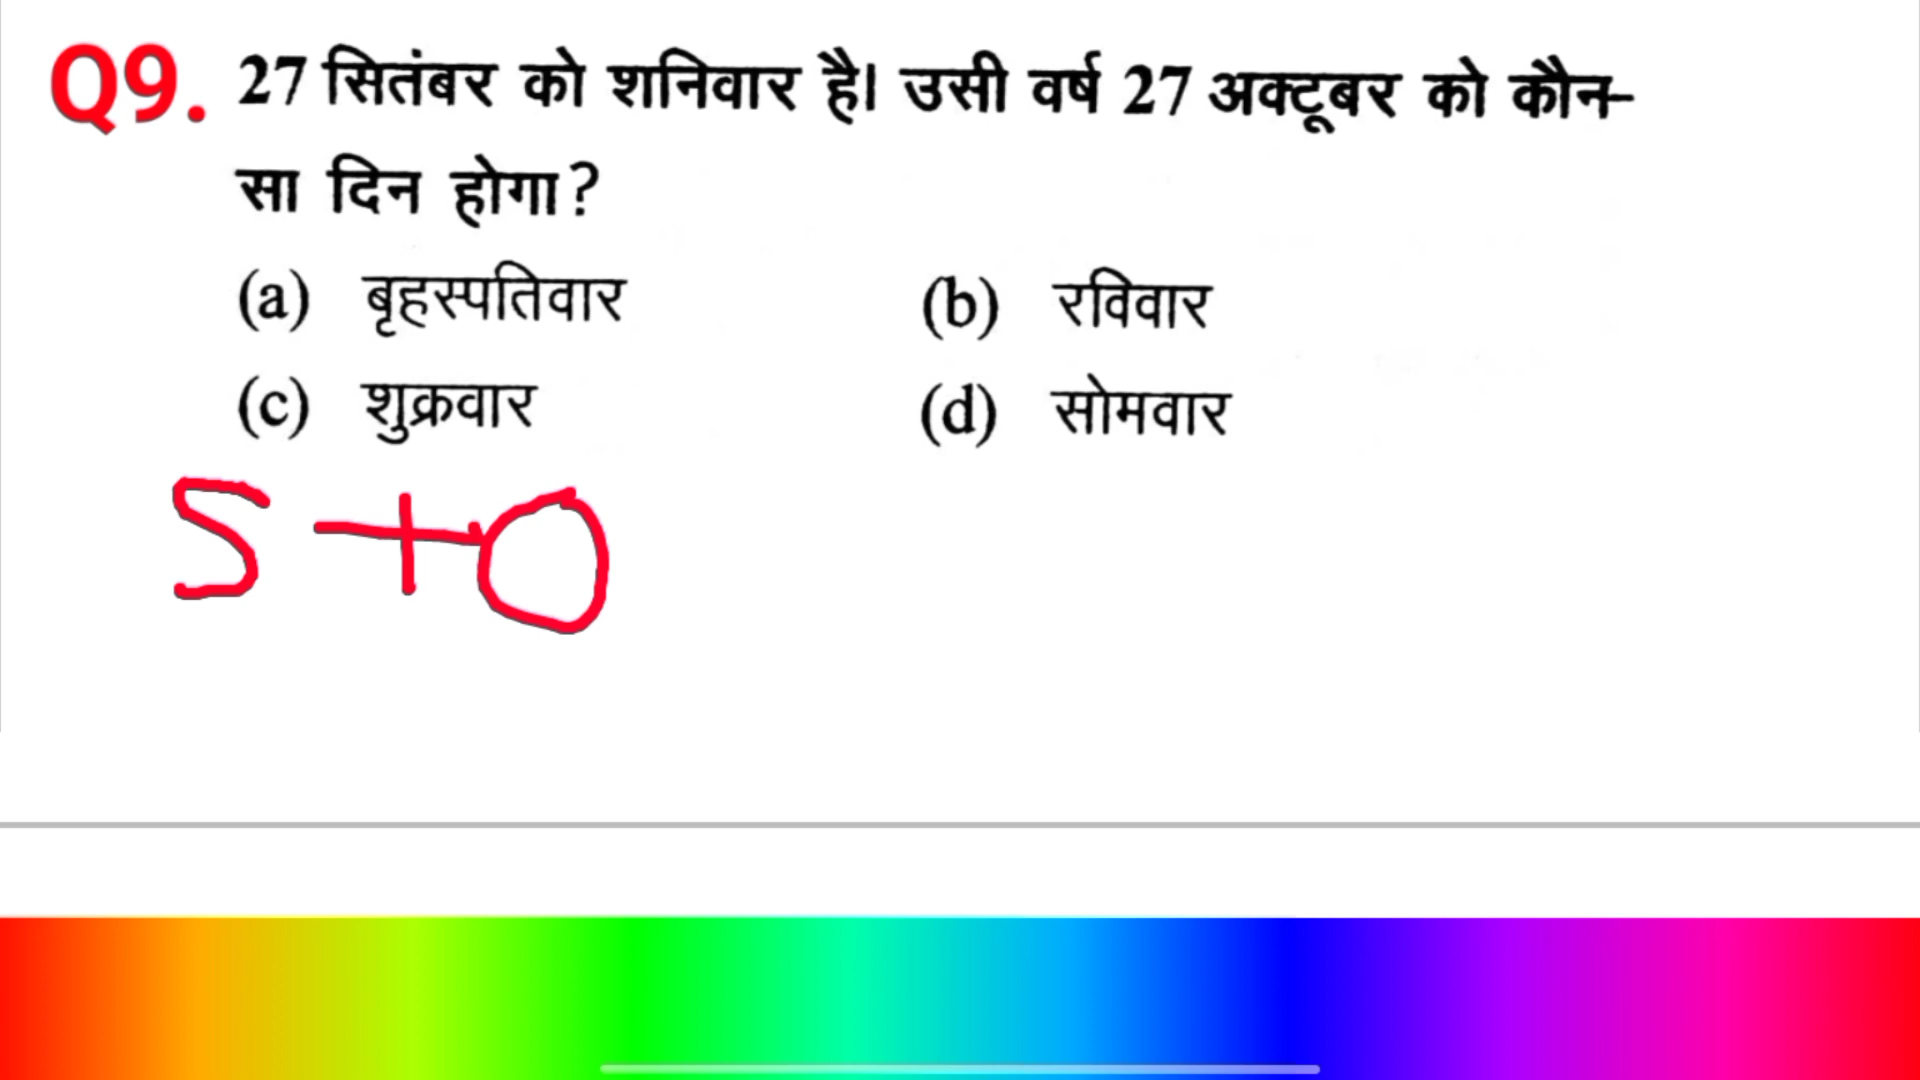 Q9. 27 सितंबर को शनिवार है। उसी वर्ष 27 अक्टूबर को कौन-
सा दिन होगा?
(a) बृहस्पतिवार (b) रविवार
(c) शुक्रवार (d) सोमवार
S+O